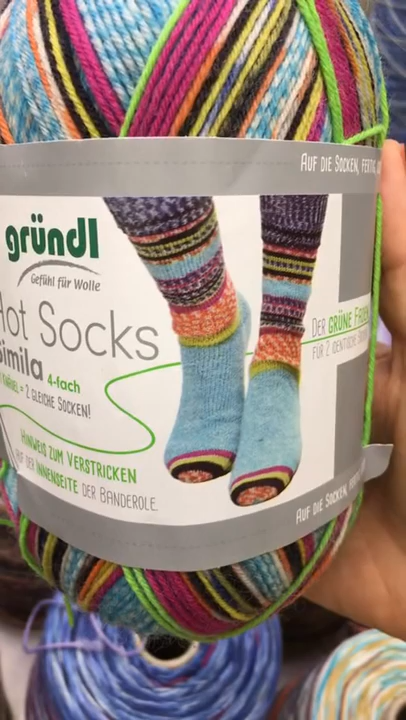 AUF DIE SOCKEN, FERTIG
gründl
Gefühl für Wolle
Hot Socks
Simila 4-fach
= 2 GLEICHE SOCKEN!
DER GRÜNE FADEN
FÜR 2 IDENTISCHE
HINWEIS ZUM VERSTRICKEN
AUF DER INNENSEITE DER BANDEROLE.
AUF DIE SOCKEN,